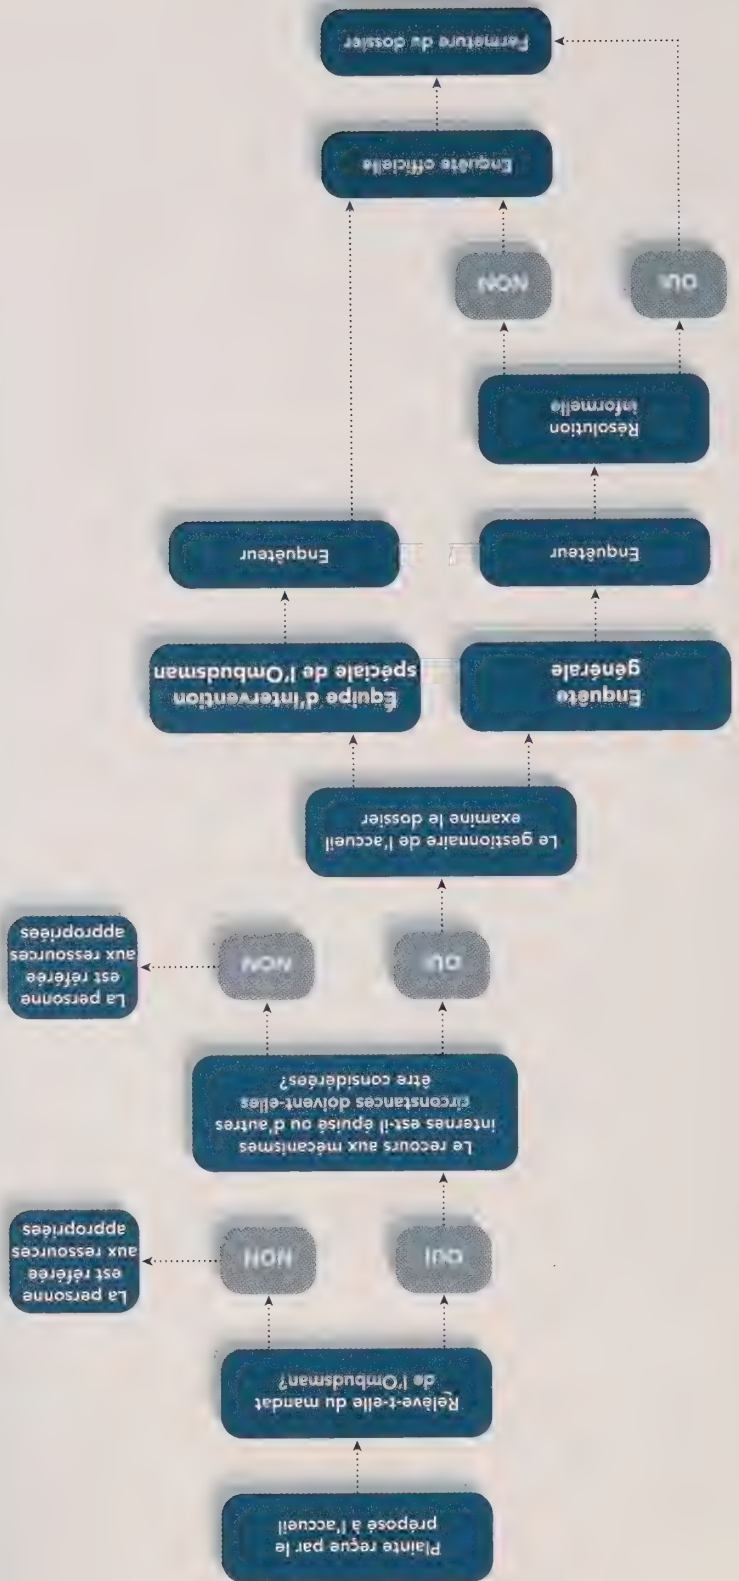 Plainte reçue par le
préposé à l'accueil
Relève-t-elle du mandat
de l'Ombudsman?
OUI
NON
La personne
est référée
aux ressources
appropriées
Le recours aux mécanismes
internes est-il épuisé ou d'autres
circonstances doivent-elles
être considérées?
OUI
NON
La personne
est référée
aux ressources
appropriées
Le gestionnaire de l'accueil
examine le dossier
Enquête
générale
Équipe d'intervention
spéciale de l'Ombudsman
Enquêteur
Enquêteur
Résolution
informelle
OUI
NON
Enquête officielle
Fermeture du dossier